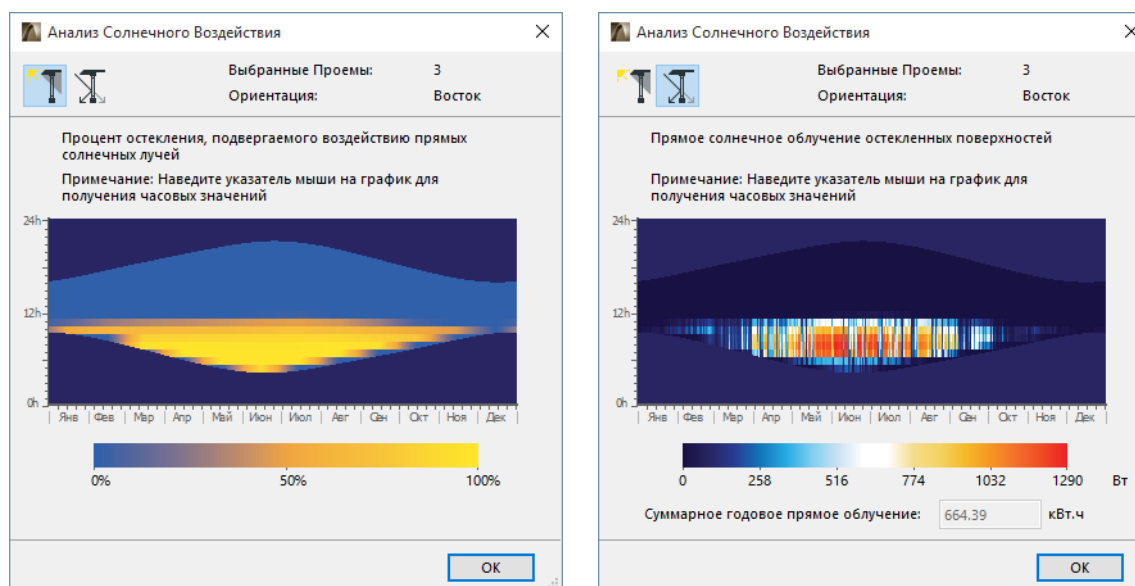 Анализ Солнечного Воздействия
Выбранные Проемы: 3
Ориентация: Восток
Процент остекления, подвергаемого воздействию прямых
солнечных лучей
Примечание: Наведите указатель мыши на график для
получения часовых значений
24h
12h
0h
Янв Фев Мар Апр Май Июн Июл Авг Сен Окт Ноя Дек
0% 50% 100%
OK
Анализ Солнечного Воздействия
Выбранные Проемы: 3
Ориентация: Восток
Прямое солнечное облучение остекленных поверхностей
Примечание: Наведите указатель мыши на график для
получения часовых значений
24h
12h
0h
Янв Фев Мар Апр Май Июн Июл Авг Сен Окт Ноя Дек
0 258 516 774 1032 1290 Вт
Суммарное годовое прямое облучение: 664.39 кВт.ч
OK